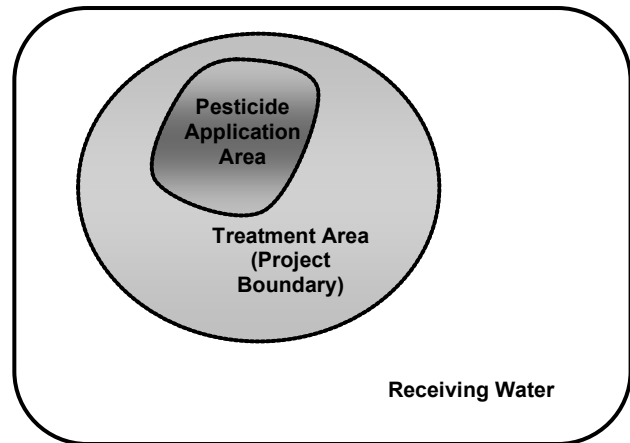 Pesticide
Application
Area
Treatment Area
(Project
Boundary)
Receiving Water